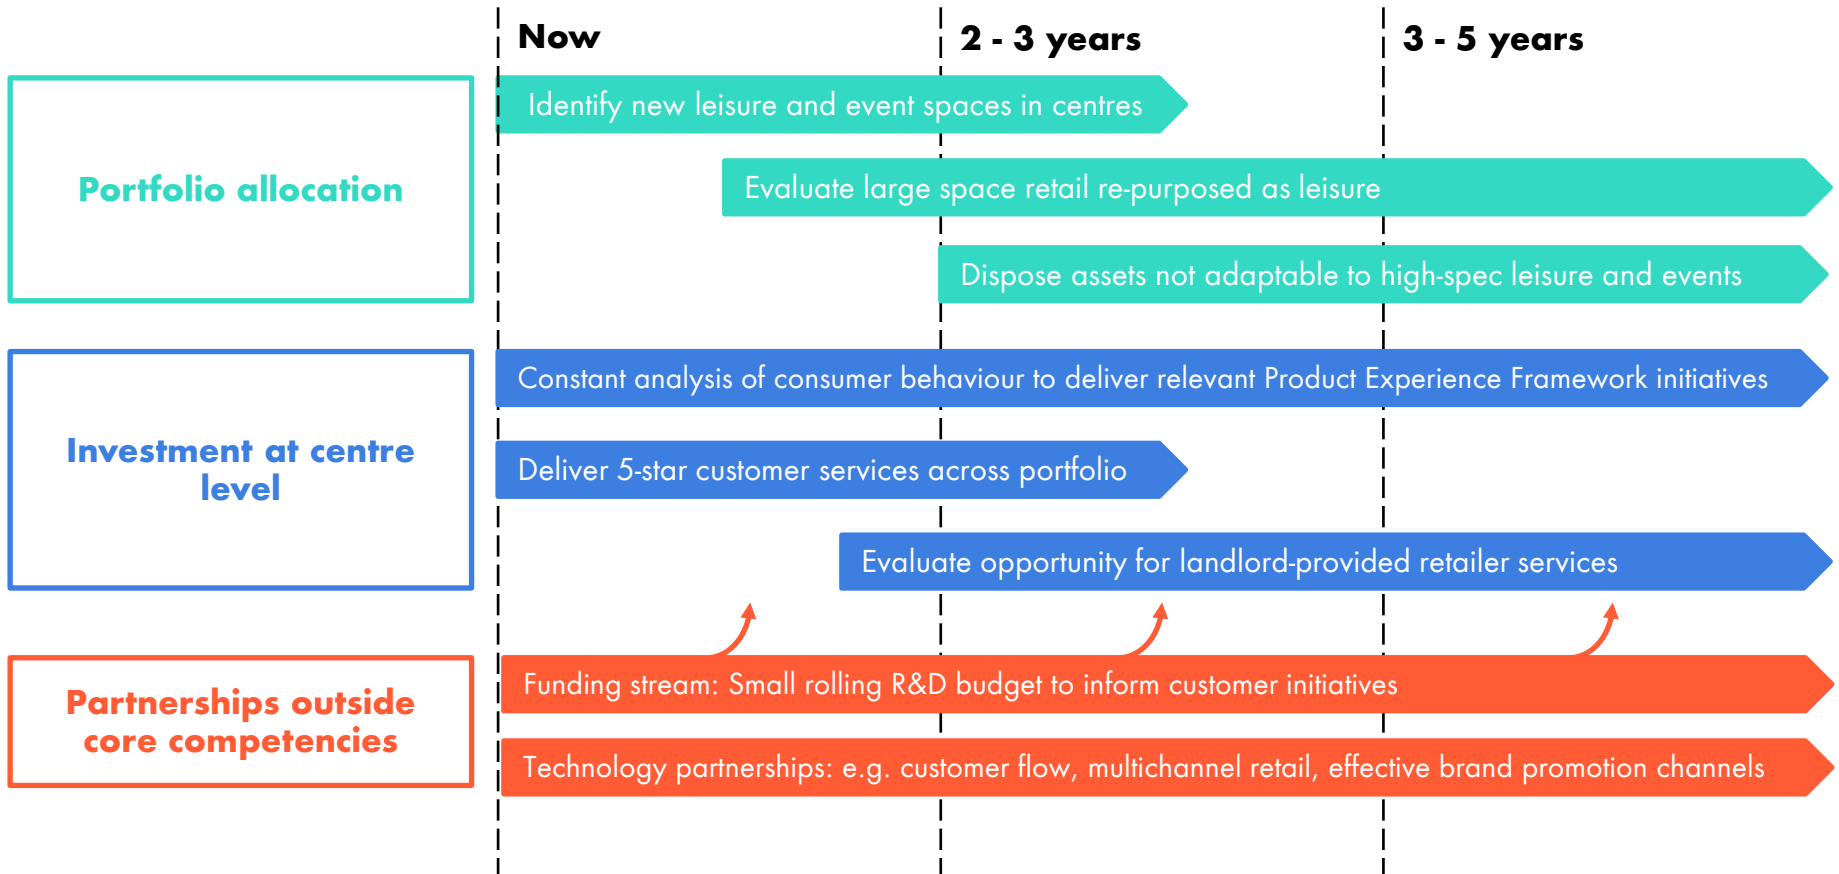 Now
2 - 3 years
3 - 5 years
Portfolio allocation
Identify new leisure and event spaces in centres
Evaluate large space retail re-purposed as leisure
Dispose assets not adaptable to high-spec leisure and events
Investment at centre
level
Constant analysis of consumer behaviour to deliver relevant Product Experience Framework initiatives
Deliver 5-star customer services across portfolio
Evaluate opportunity for landlord-provided retailer services
Partnerships outside
core competencies
Funding stream: Small rolling R&D budget to inform customer initiatives
Technology partnerships: e.g. customer flow, multichannel retail, effective brand promotion channels